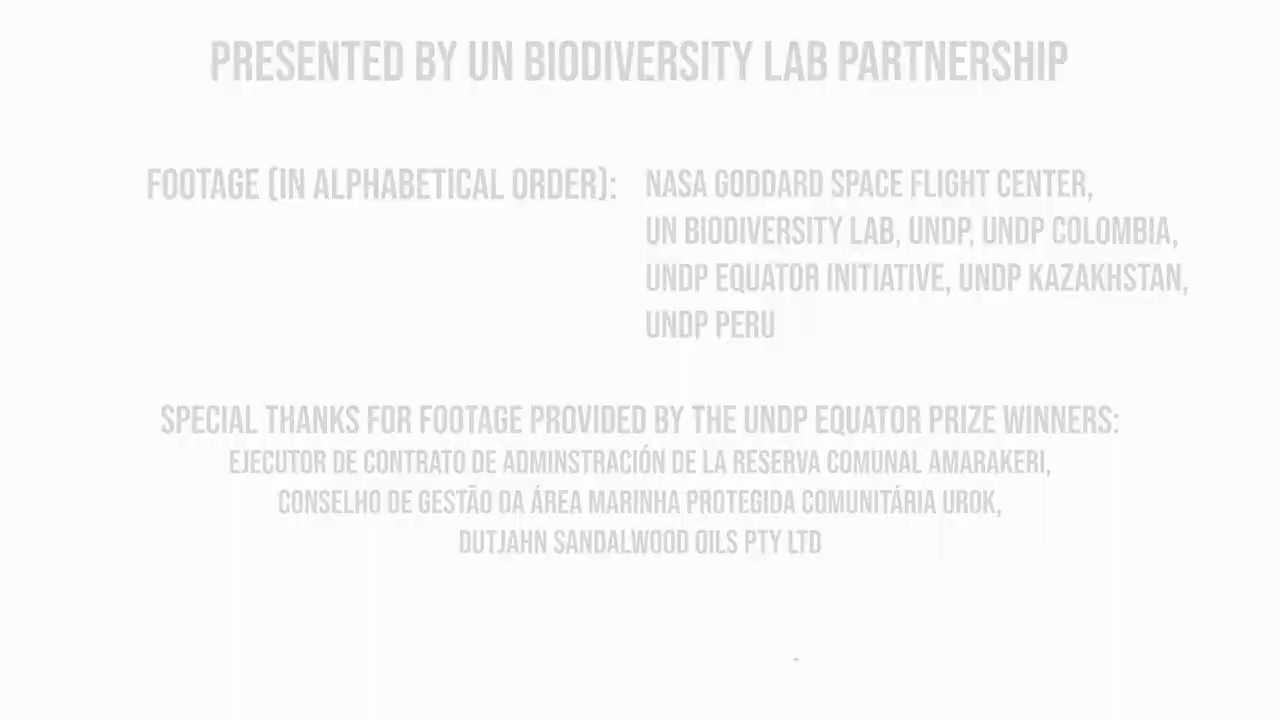 PRESENTED BY UN BIODIVERSITY LAB PARTNERSHIP
FOOTAGE (IN ALPHABETICAL ORDER): NASA GODDARD SPACE FLIGHT CENTER,
UN BIODIVERSITY LAB, UNDP, UNDP COLOMBIA,
UNDP EQUATOR INITIATIVE, UNDP KAZAKHSTAN,
UNDP PERU
SPECIAL THANKS FOR FOOTAGE PROVIDED BY THE UNDP EQUATOR PRIZE WINNERS:
EJECUTOR DE CONTRATO DE ADMINSTRACIÓN DE LA RESERVA COMUNAL AMARAKERI,
CONSELHO DE GESTÃO DA ÁREA MARINHA PROTEGIDA COMUNITÁRIA UROK,
DUTJAHN SANDALWOOD OILS PTY LTD